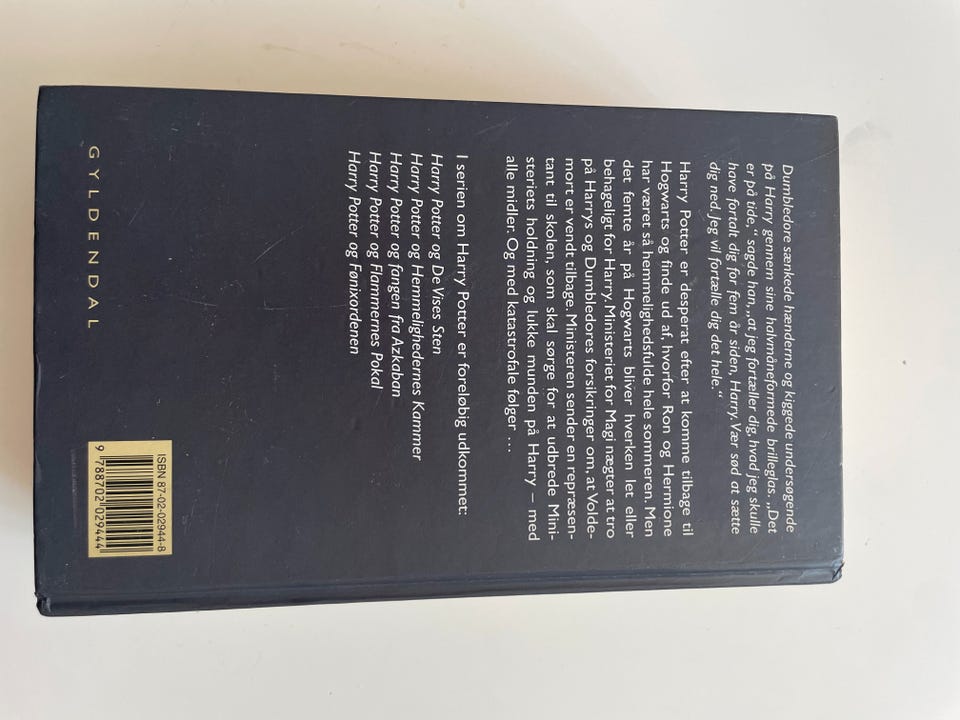 Dumbledore sænkede hænderne og kiggede undersøgende
på Harry gennem sine halvmåneformede brilleglas. „Det
er på tide,“ sagde han, „at jeg fortæller dig, hvad jeg skulle
have fortalt dig for fem år siden, Harry. Vær sød at sætte
dig ned. Jeg vil fortælle dig det hele.“
Harry Potter er desperat efter at komme tilbage til
Hogwarts og finde ud af, hvorfor Ron og Hermione
har været så hemmelighedsfulde hele sommeren. Men
det femte år på Hogwarts bliver hverken let eller
behageligt for Harry. Ministeriet for Magi nægter at tro
på Harrys og Dumbledores forsikringer om, at Volde-
mort er vendt tilbage. Ministeren sender en repræsen-
tant til skolen, som skal sørge for at udbrede Mini-
steriets holdning og lukke munden på Harry – med
alle midler. Og med katastrofale følger ...
I serien om Harry Potter er foreløbig udkommet:
Harry Potter og De Vises Sten
Harry Potter og Hemmelighedernes Kammer
Harry Potter og fangen fra Azkaban
Harry Potter og Flammernes Pokal
Harry Potter og Fønixordenen
GYLDENDAL
ISBN 87-02-02944-8
9 788702 029444